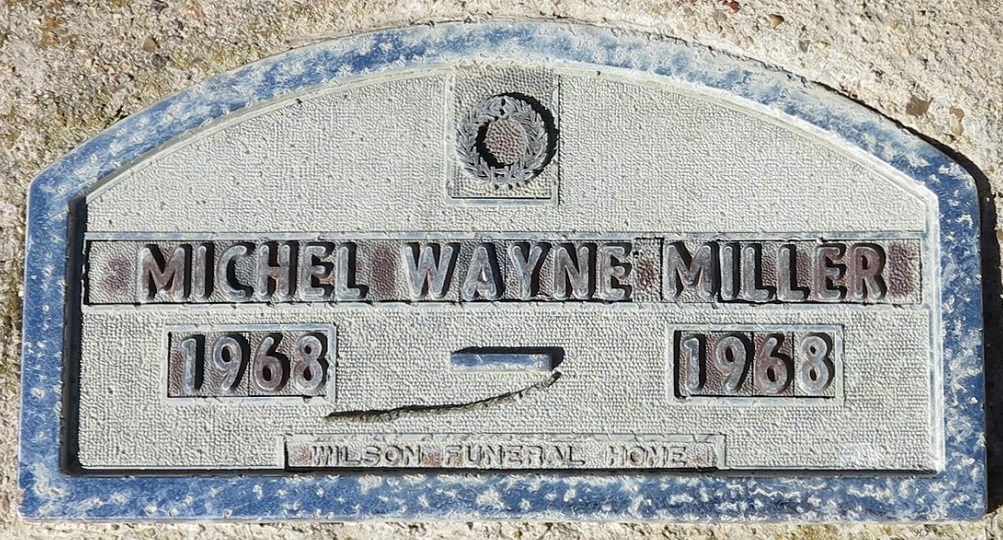 MICHEL WAYNE MILLER
1968 – 1968
WILSON FUNERAL HOME